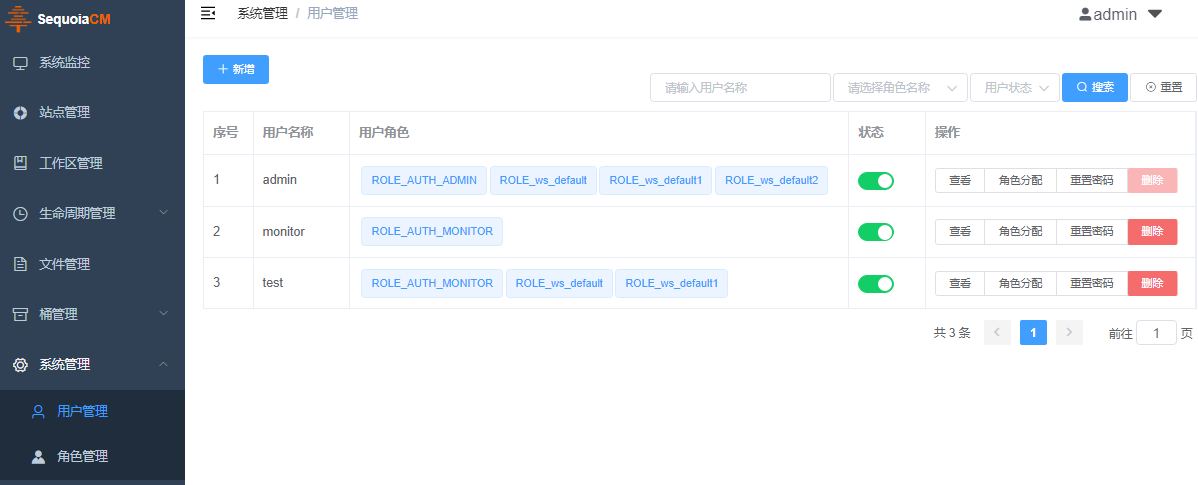 SequoiaCM
系统管理 / 用户管理
admin
系统监控
站点管理
工作区管理
生命周期管理
文件管理
桶管理
系统管理
用户管理
角色管理
新增
请输入用户名称 请选择角色名称 用户状态 搜索 重置
序号 用户名称 用户角色 状态 操作
1 admin ROLE_AUTH_ADMIN ROLE_ws_default ROLE_ws_default1 ROLE_ws_default2 查看 角色分配 重置密码 删除
2 monitor ROLE_AUTH_MONITOR 查看 角色分配 重置密码 删除
3 test ROLE_AUTH_MONITOR ROLE_ws_default ROLE_ws_default1 查看 角色分配 重置密码 删除
共 3 条 1 前往 1 页